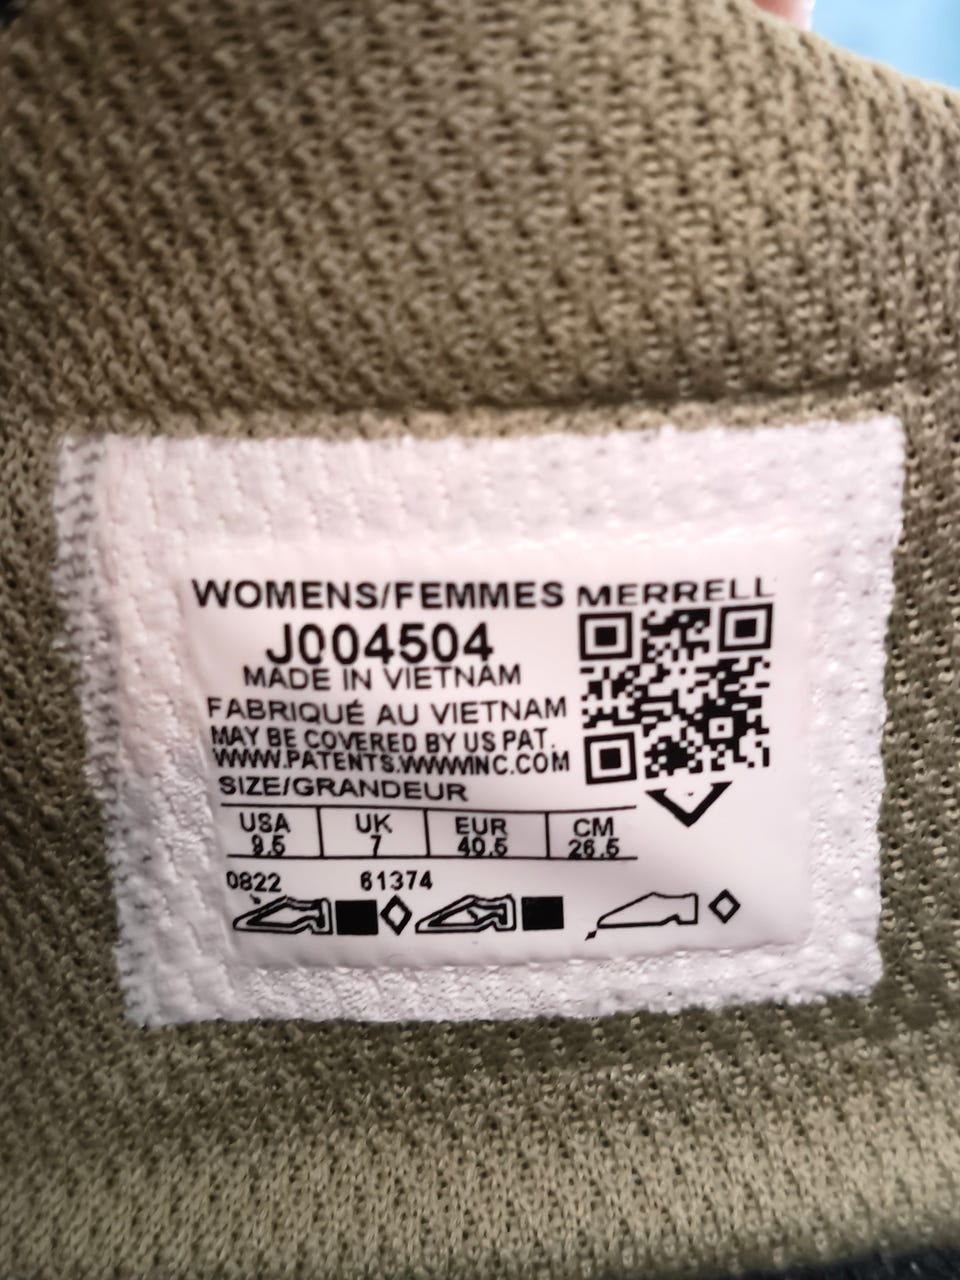 WOMENS/FEMMES MERRELL
J004504
MADE IN VIETNAM
FABRIQUÉ AU VIETNAM
MAY BE COVERED BY US PAT.
WWW.PATENTS.WWWINC.COM
SIZE/GRANDEUR
USA UK EUR CM
9.5 7 40.5 26.5
0822 61374